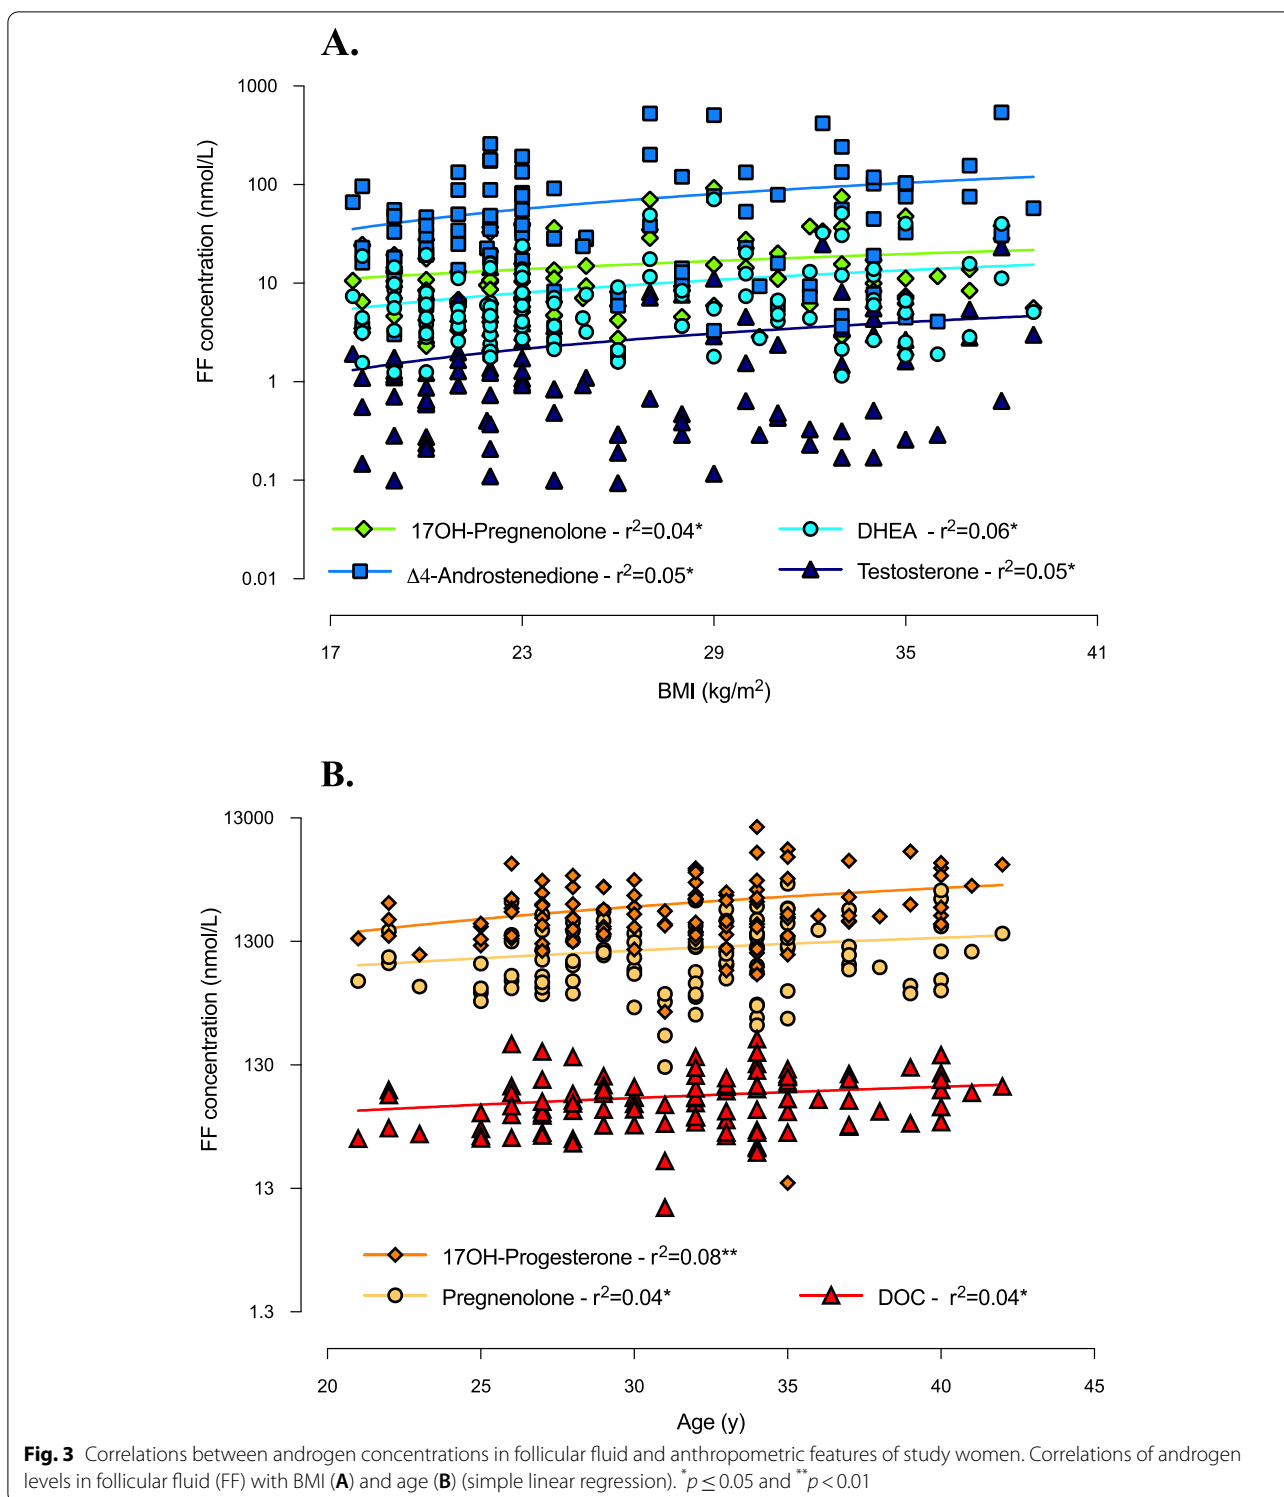 A.
1000
100
10
1
0.1
0.01
FF concentration (nmol/L)
17OH-Pregnenolone - r²=0.04*
DHEA - r²=0.06*
Δ4-Androstenedione - r²=0.05*
Testosterone - r²=0.05*
17 23 29 35 41
BMI (kg/m²)
B.
13000
1300
130
13
1.3
FF concentration (nmol/L)
17OH-Progesterone - r²=0.08**
Pregnenolone - r²=0.04*
DOC - r²=0.04*
20 25 30 35 40 45
Age (y)
Fig. 3 Correlations between androgen concentrations in follicular fluid and anthropometric features of study women. Correlations of androgen
levels in follicular fluid (FF) with BMI (A) and age (B) (simple linear regression). *p ≤ 0.05 and **p < 0.01